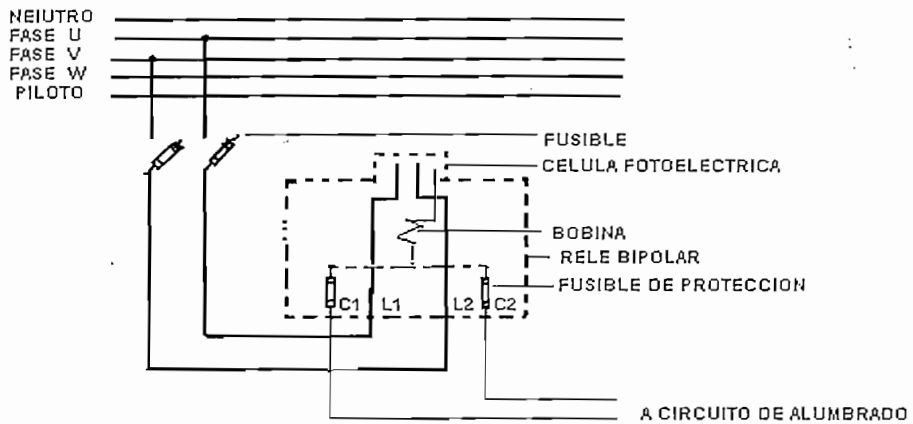 NEIUTRO
FASE U
FASE V
FASE W
PILOTO
FUSIBLE
CELULA FOTOELECTRICA
BOBINA
RELE BIPOLAR
FUSIBLE DE PROTECCION
C1 L1 L2 C2
A CIRCUITO DE ALUMBRADO